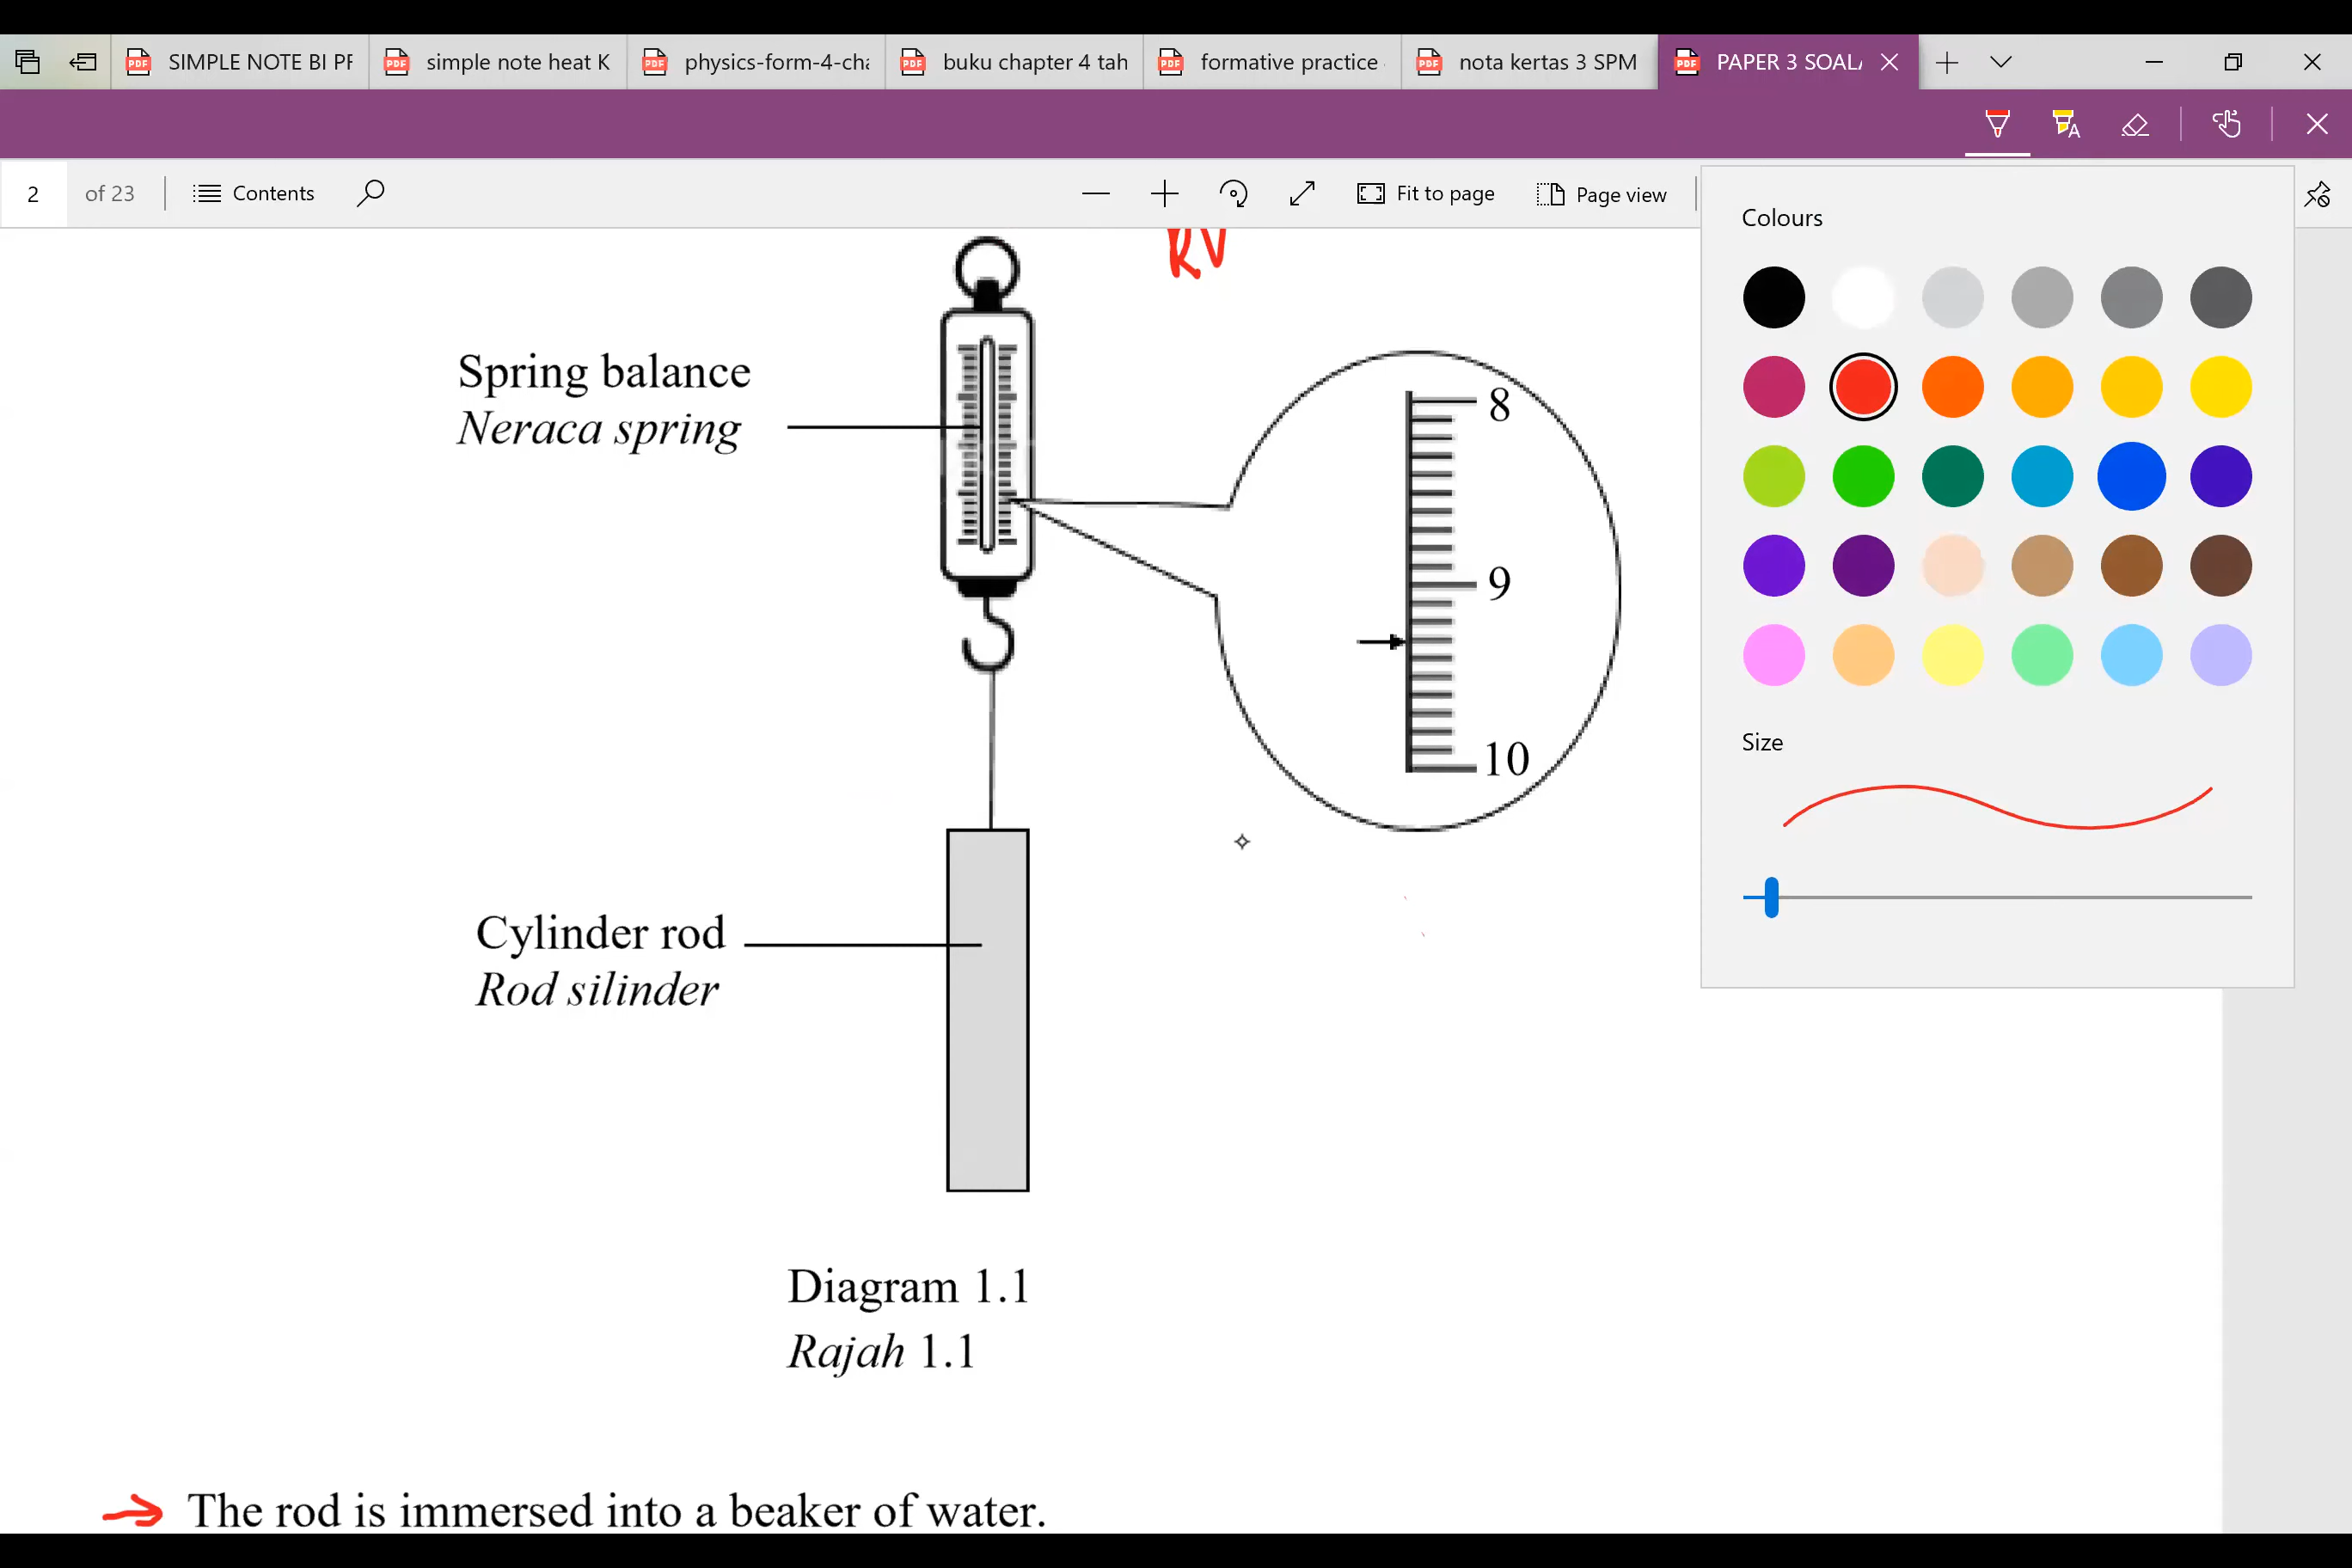 SIMPLE NOTE BI PF
simple note heat K
physics-form-4-cha
buku chapter 4 tah
formative practice
nota kertas 3 SPM
PAPER 3 SOAL
2 of 23
Contents
Fit to page
Page view
Colours
RV
Spring balance
Neraca spring
8
9
10
Size
Cylinder rod
Rod silinder
Diagram 1.1
Rajah 1.1
The rod is immersed into a beaker of water.